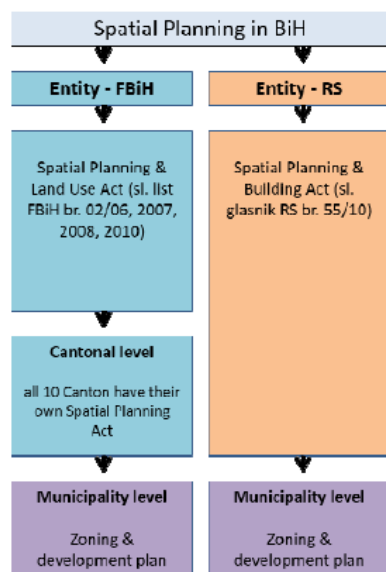 Spatial Planning in BiH
Entity - FBiH
Spatial Planning &
Land Use Act (sl. list
FBiH br. 02/06, 2007,
2008, 2010)
Cantonal level
all 10 Canton have their
own Spatial Planning
Act
Municipality level
Zoning &
development plan
Entity - RS
Spatial Planning &
Building Act (sl.
glasnik RS br. 55/10)
Municipality level
Zoning &
development plan